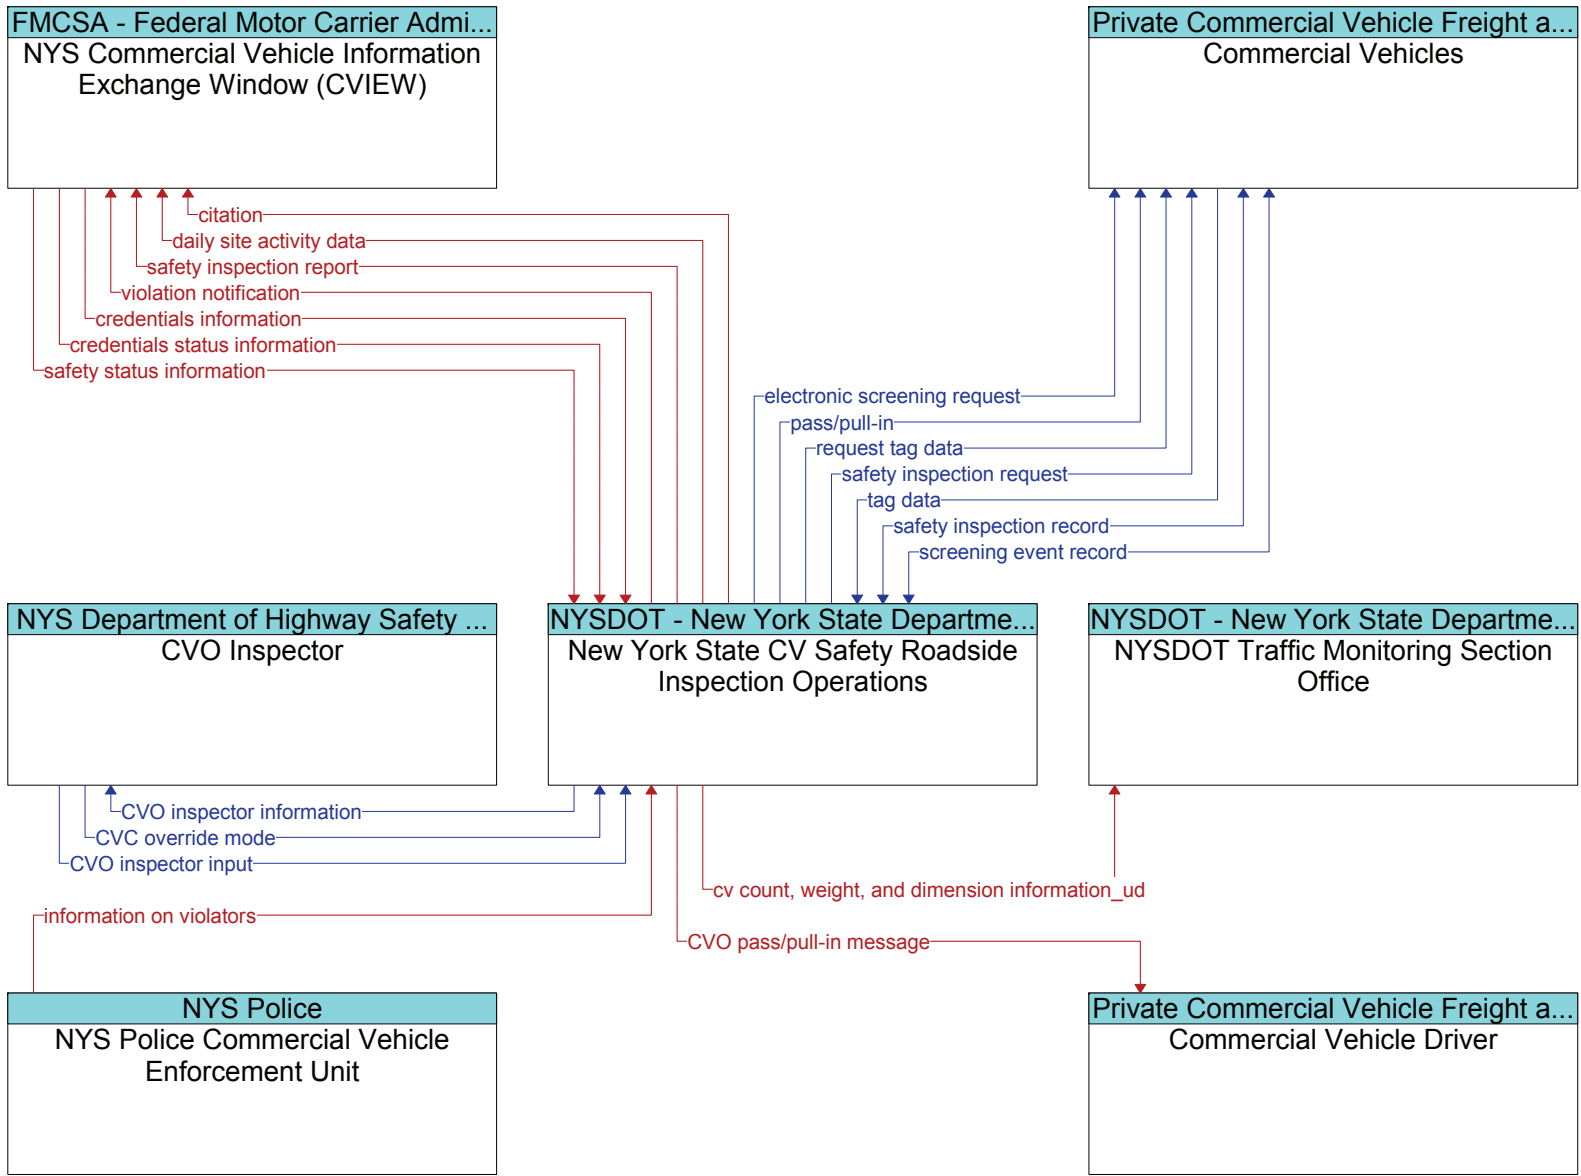 FMCSA - Federal Motor Carrier Admi...
NYS Commercial Vehicle Information
Exchange Window (CVIEW)
Private Commercial Vehicle Freight a...
Commercial Vehicles
citation
daily site activity data
safety inspection report
violation notification
credentials information
credentials status information
safety status information
electronic screening request
pass/pull-in
request tag data
safety inspection request
tag data
safety inspection record
screening event record
NYS Department of Highway Safety ...
CVO Inspector
NYSDOT - New York State Departme...
New York State CV Safety Roadside
Inspection Operations
NYSDOT - New York State Departme...
NYSDOT Traffic Monitoring Section
Office
CVO inspector information
CVC override mode
CVO inspector input
cv count, weight, and dimension information_ud
information on violators
CVO pass/pull-in message
NYS Police
NYS Police Commercial Vehicle
Enforcement Unit
Private Commercial Vehicle Freight a...
Commercial Vehicle Driver